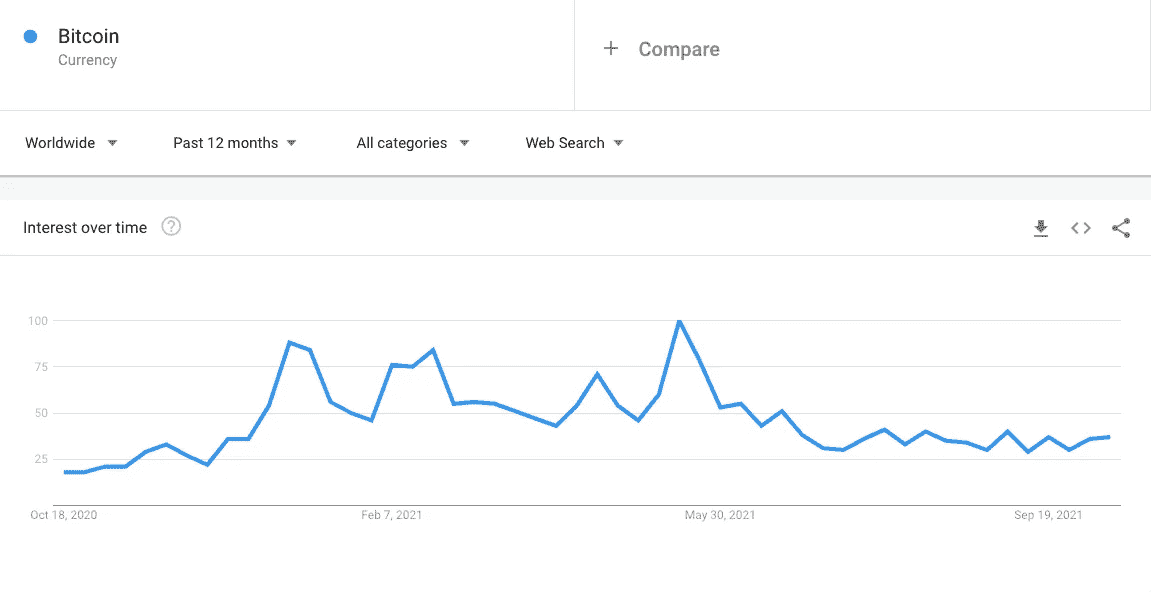 Bitcoin
Currency
+ Compare
Worldwide Past 12 months All categories Web Search
Interest over time ?
100
75
50
25
Oct 18, 2020 Feb 7, 2021 May 30, 2021 Sep 19, 2021